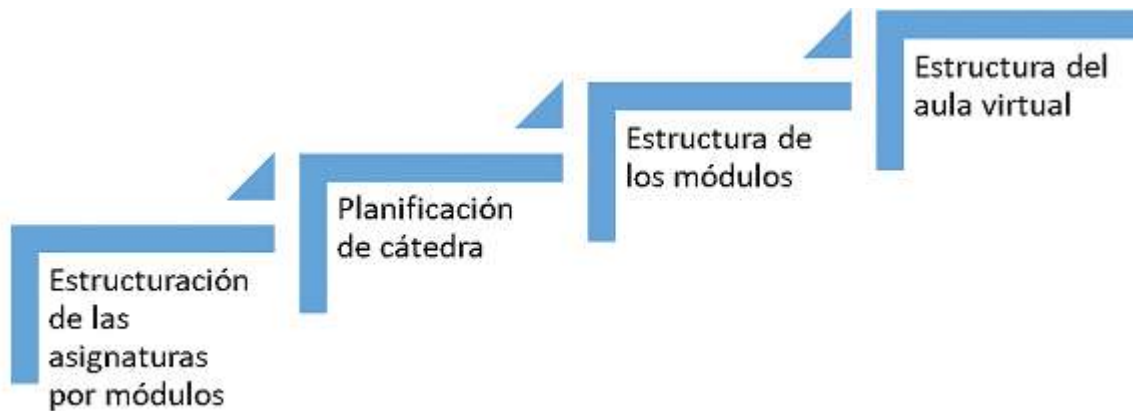 Estructuración
de las
asignaturas
por módulos
Planificación
de cátedra
Estructura de
los módulos
Estructura del
aula virtual